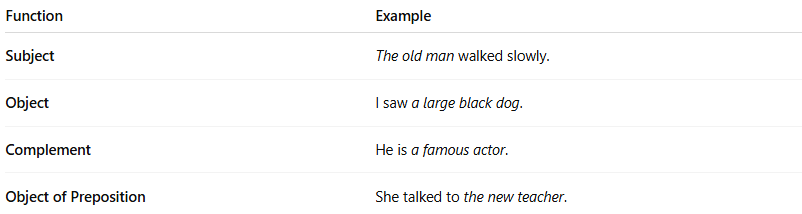 Function Example
Subject The old man walked slowly.
Object I saw a large black dog.
Complement He is a famous actor.
Object of Preposition She talked to the new teacher.